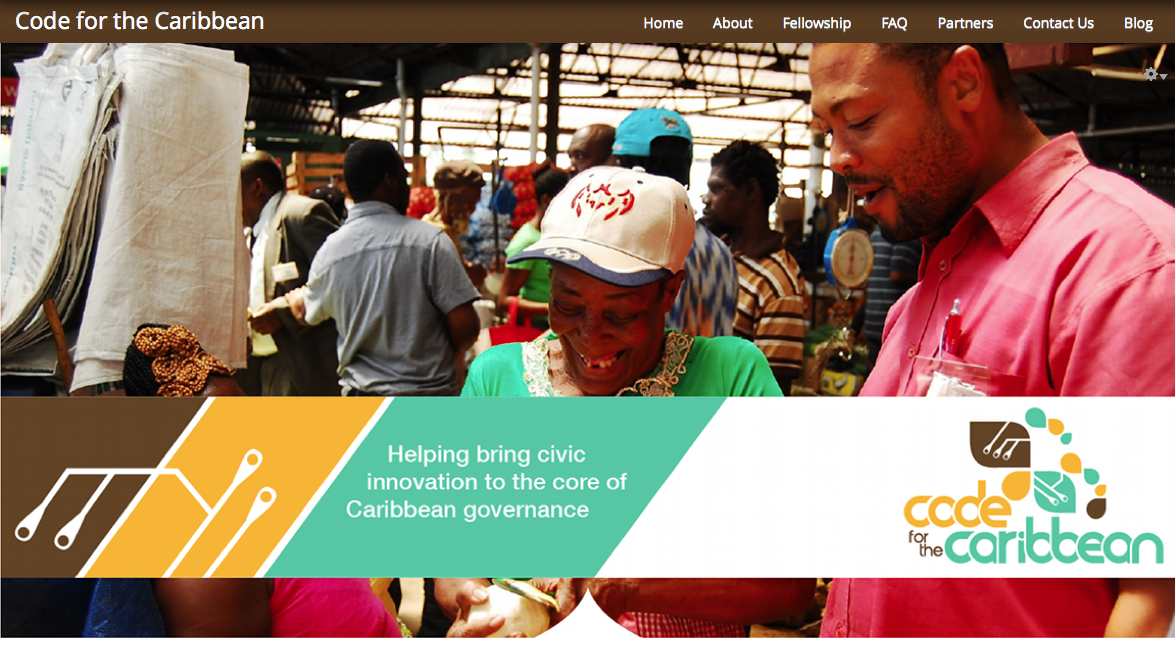 Code for the Caribbean
Home
About
Fellowship
FAQ
Partners
Contact Us
Blog
Helping bring civic
innovation to the core of
Caribbean governance
code
for
the
caribbean